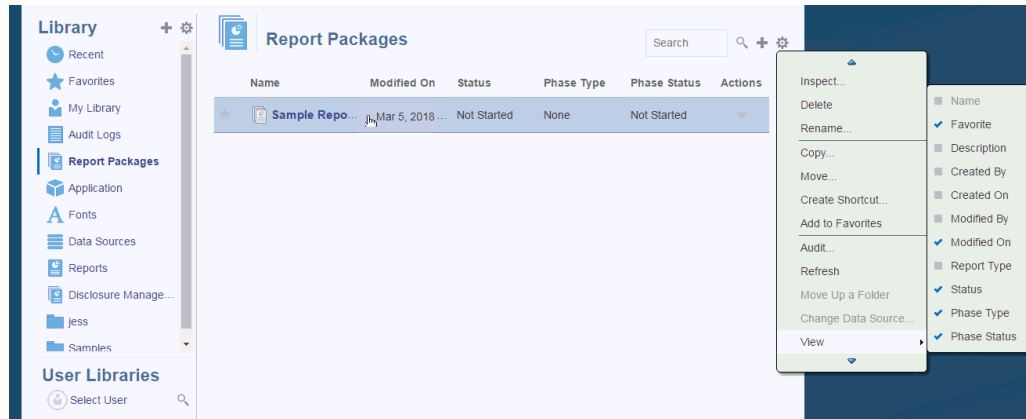 Library
Recent
Favorites
My Library
Audit Logs
Report Packages
Application
Fonts
Data Sources
Reports
Disclosure Manage...
jess
Samples
User Libraries
Select User
Report Packages
Search
Name Modified On Status Phase Type Phase Status Actions
Sample Repo... Mar 5, 2018... Not Started None Not Started
Inspect...
Delete
Rename...
Copy...
Move...
Create Shortcut...
Add to Favorites
Audit...
Refresh
Move Up a Folder
Change Data Source...
View
Name
Favorite
Description
Created By
Created On
Modified By
Modified On
Report Type
Status
Phase Type
Phase Status